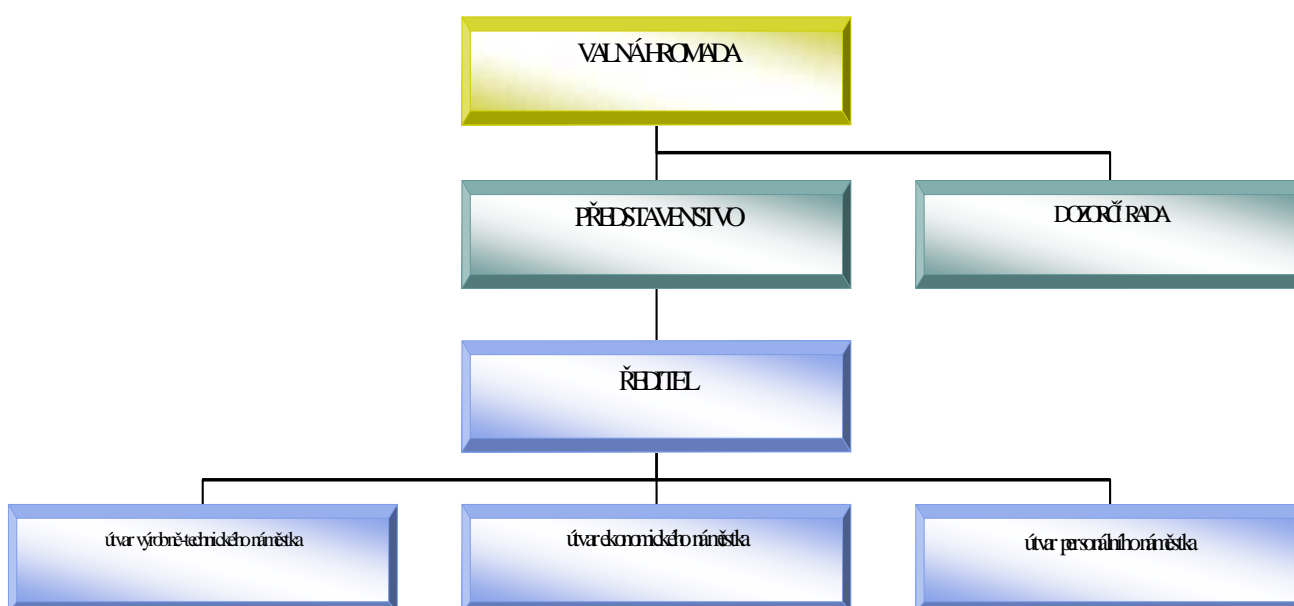 VALNÁ HROMADA
PŘEDSTAVENSTVO
DOZORČÍ RADA
ŘEDITEL
útvar výrobně-technického náměstka
útvar ekonomického náměstka
útvar personálního náměstka